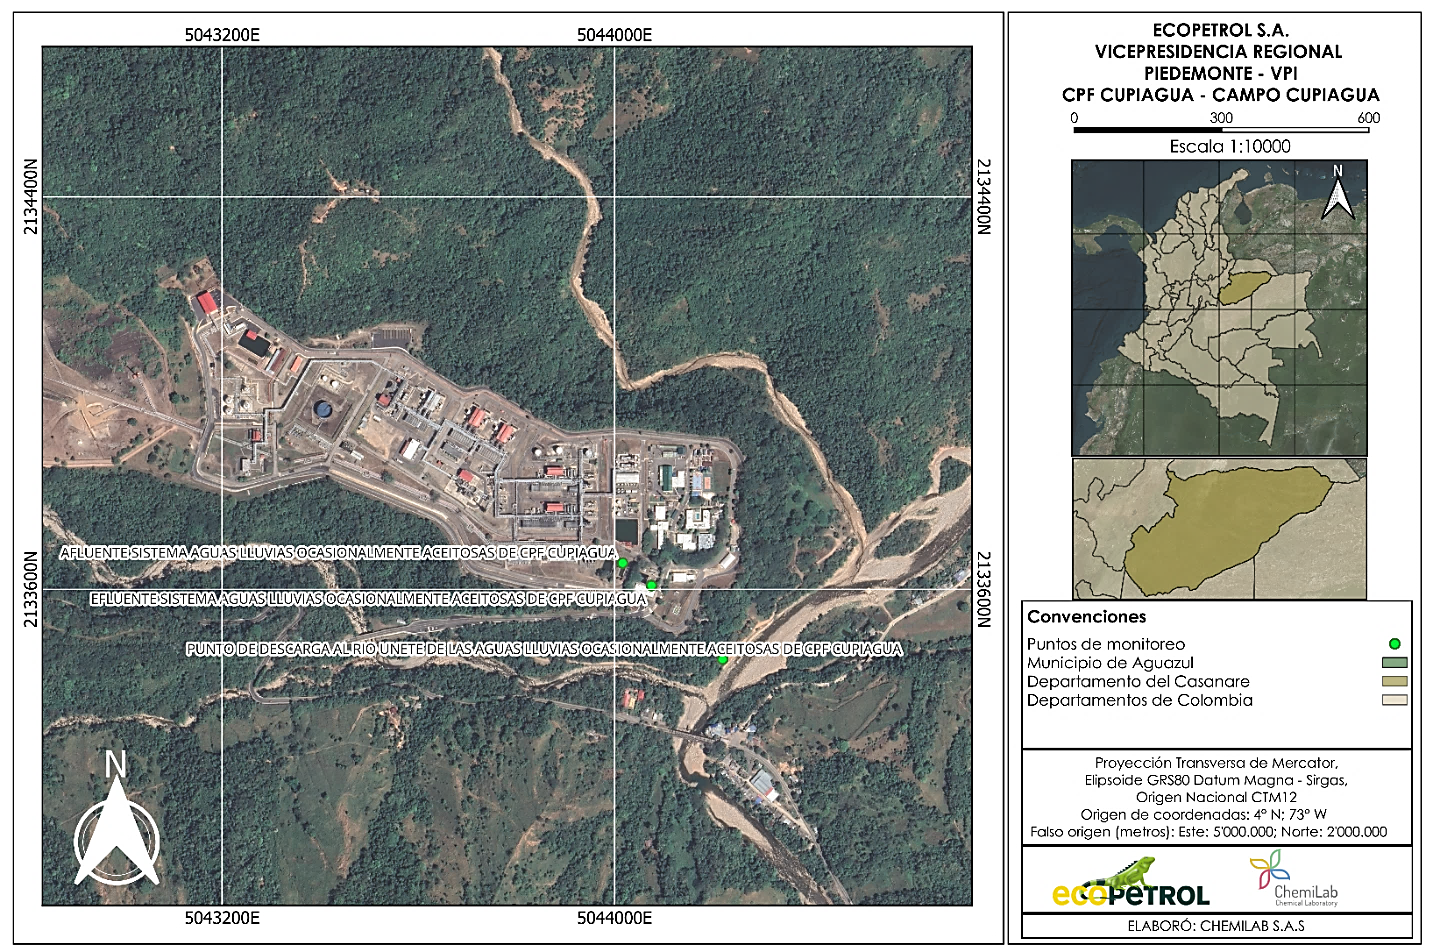 5043200E
5044000E
2134400N
2134400N
2133600N
2133600N
AFLUENTE SISTEMA AGUAS LLUVIAS OCASIONALMENTE ACEITOSAS DE CPF CUPIAGUA
EFLUENTE SISTEMA AGUAS LLUVIAS OCASIONALMENTE ACEITOSAS DE CPF CUPIAGUA
PUNTO DE DESCARGA AL RIO UNETE DE LAS AGUAS LLUVIAS OCASIONALMENTE ACEITOSAS DE CPF CUPIAGUA
N
5043200E
5044000E
ECOPETROL S.A.
VICEPRESIDENCIA REGIONAL
PIEDEMONTE - VPI
CPF CUPIAGUA - CAMPO CUPIAGUA
0 300 600
Escala 1:10000
N
Convenciones
Puntos de monitoreo
Municipio de Aguazul
Departamento del Casanare
Departamentos de Colombia
Proyección Transversa de Mercator,
Elipsoide GRS80 Datum Magna - Sirgas,
Origen Nacional CTM12
Origen de coordenadas: 4° N; 73° W
Falso origen (metros): Este: 5'000.000; Norte: 2'000.000
ecoPETROL
ChemiLab
Chemical Laboratory
ELABORÓ: CHEMILAB S.A.S